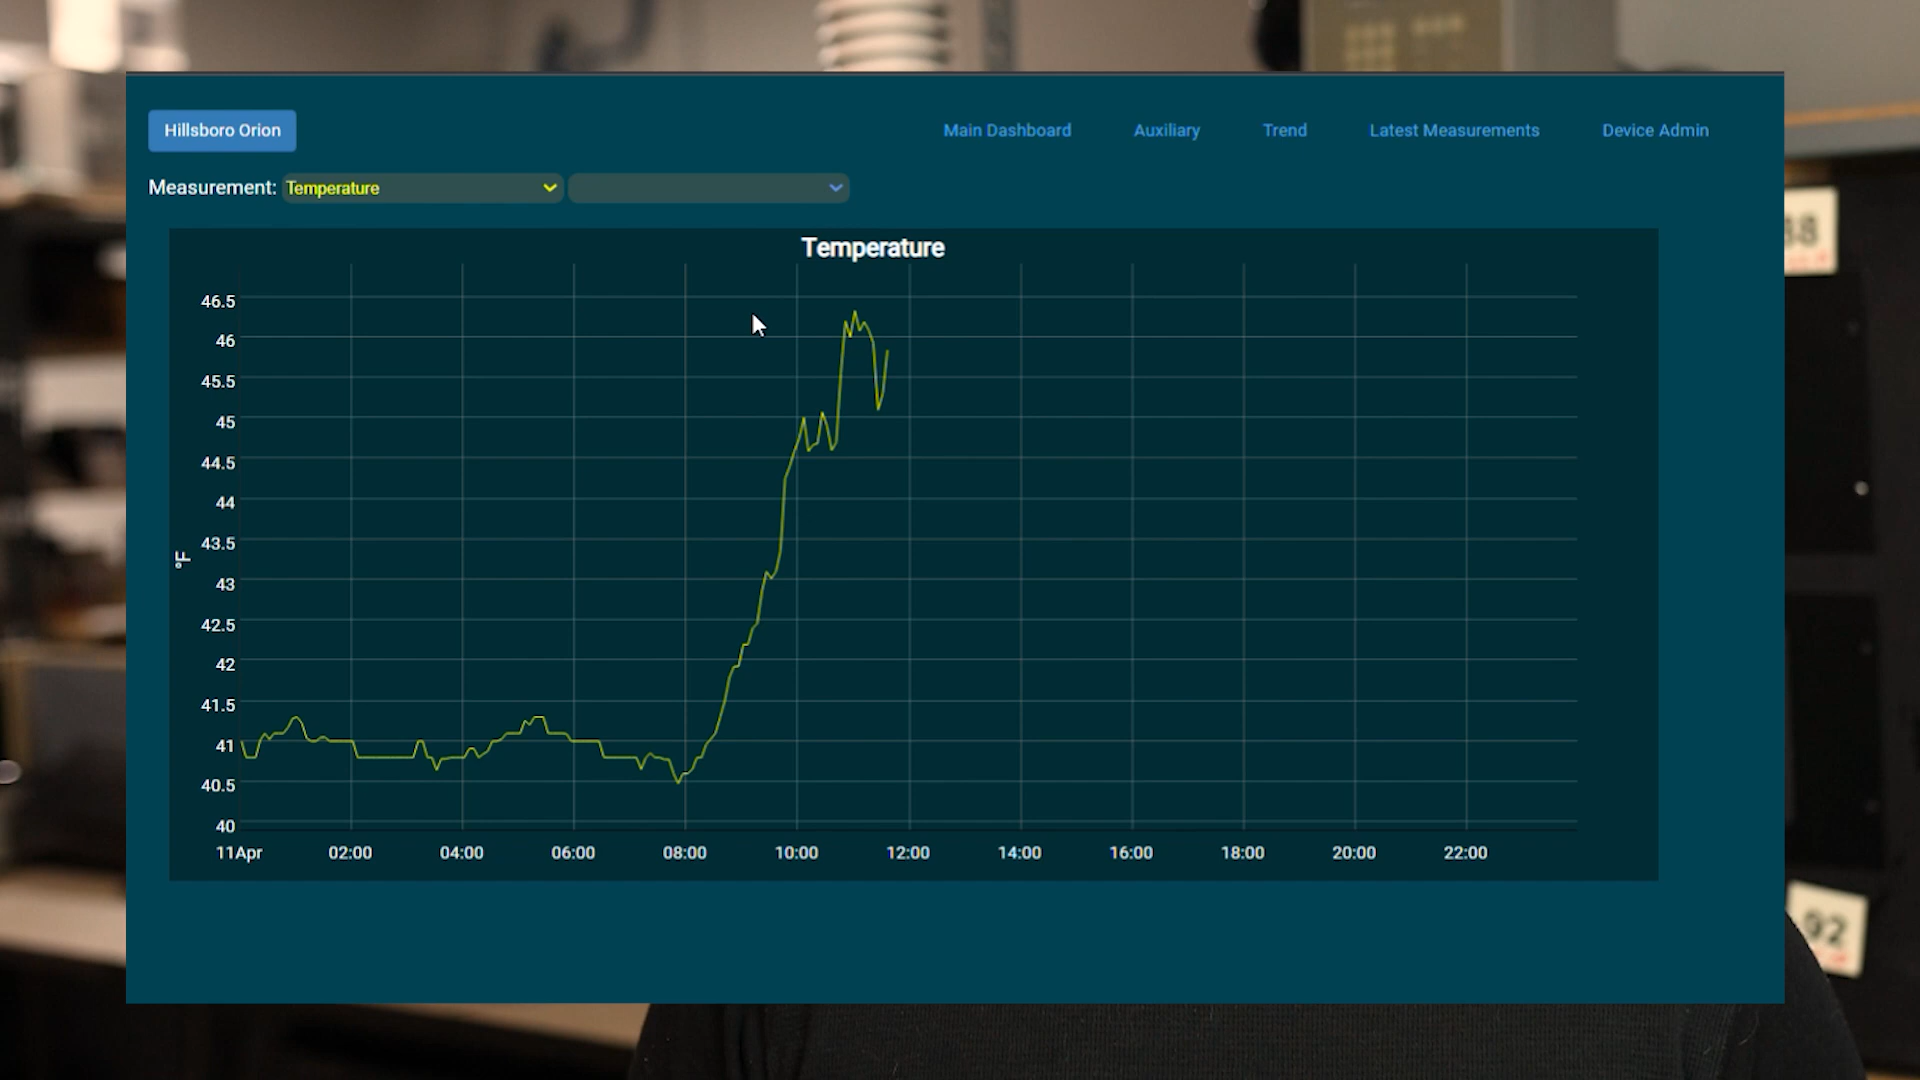 Hillsboro Orion
Main Dashboard Auxiliary Trend Latest Measurements Device Admin
Measurement: Temperature
Temperature
46.5
46
45.5
45
44.5
44
43.5
43
42.5
42
41.5
41
40.5
40
°F
11Apr 02:00 04:00 06:00 08:00 10:00 12:00 14:00 16:00 18:00 20:00 22:00
92